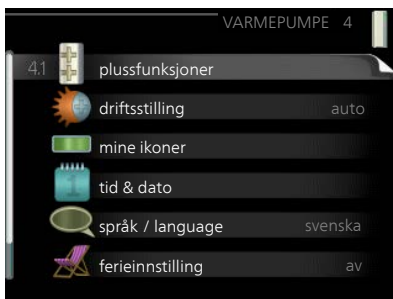 VARMEPUMPE 4
4.1 plussfunksjoner
driftsstilling auto
mine ikoner
tid & dato
språk / language svenska
ferieinnstilling av